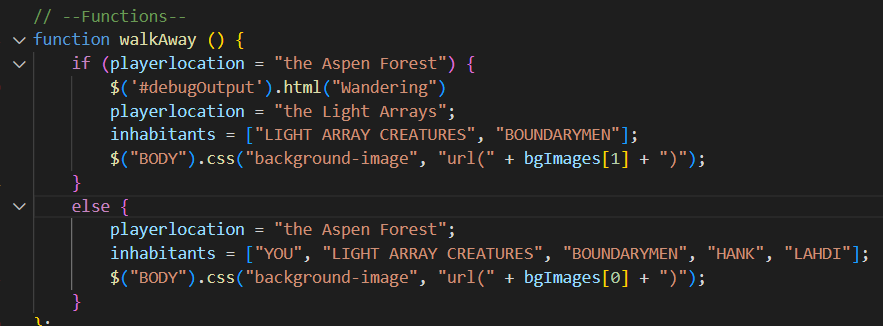 // --Functions--
function walkAway () {
if (playerlocation = "the Aspen Forest") {
$('#debugOutput').html("Wandering")
playerlocation = "the Light Arrays";
inhabitants = ["LIGHT ARRAY CREATURES", "BOUNDARYMEN"];
$("BODY").css("background-image", "url(" + bgImages[1] + ")");
}
else {
playerlocation = "the Aspen Forest";
inhabitants = ["YOU", "LIGHT ARRAY CREATURES", "BOUNDARYMEN", "HANK", "LAHDI"];
$("BODY").css("background-image", "url(" + bgImages[0] + ")");
}
};